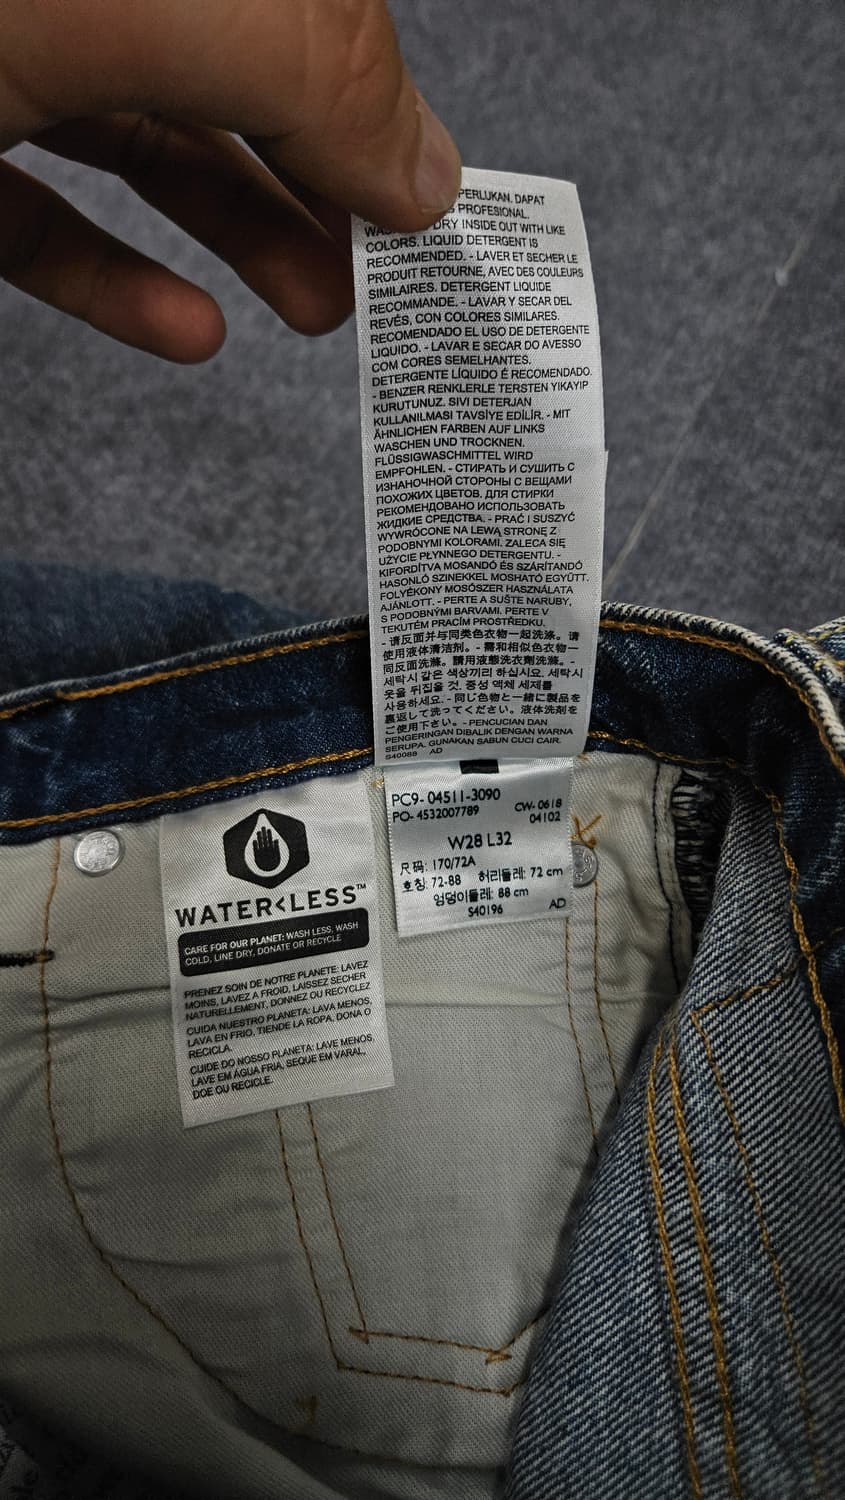 PERLUKAN. DAPAT
PROFESIONAL.
DRY INSIDE OUT WITH LIKE
COLORS. LIQUID DETERGENT IS
RECOMMENDED. - LAVER ET SECHER LE
PRODUIT RETOURNE, AVEC DES COULEURS
SIMILAIRES. DETERGENT LIQUIDE
RECOMMANDE. - LAVAR Y SECAR DEL
REVÉS, CON COLORES SIMILARES.
RECOMENDADO EL USO DE DETERGENTE
LIQUIDO. - LAVAR E SECAR DO AVESSO
COM CORES SEMELHANTES.
DETERGENTE LÍQUIDO É RECOMENDADO.
- BENZER RENKLERLE TERSTEN YIKAYIP
KURUTUNUZ. SIVI DETERJAN
KULLANILMASI TAVSİYE EDİLİR. - MIT
ÄHNLICHEN FARBEN AUF LINKS
WASCHEN UND TROCKNEN.
FLÜSSIGWASCHMITTEL WIRD
EMPFOHLEN. - СТИРАТЬ И СУШИТЬ С
ИЗНАНОЧНОЙ СТОРОНЫ С ВЕЩАМИ
ПОХОЖИХ ЦВЕТОВ. ДЛЯ СТИРКИ
РЕКОМЕНДОВАНО ИСПОЛЬЗОВАТЬ
ЖИДКИЕ СРЕДСТВА. - PRAĆ I SUSZYĆ
WYWRÓCONE NA LEWĄ STRONĘ Z
PODOBNYMI KOLORAMI. ZALECA SIĘ
UŻYCIE PŁYNNEGO DETERGENTU. -
KIFORDÍTVA MOSANDÓ ÉS SZÁRÍTANDÓ
HASONLÓ SZINEKKEL MOSHATÓ EGYÜTT.
FOLYÉKONY MOSÓSZER HASZNÁLATA
AJÁNLOTT. - PERTE A SUŠTE NARUBY,
S PODOBNÝMI BARVAMI. PERTE V
TEKUTÉM PRACÍM PROSTŘEDKU.
- 请反面并与同类色衣物一起洗涤。请
使用液体清洁剂。- 需和相似色衣物一
同反面洗滌。請用液態洗衣劑洗滌。-
세탁시 같은 색상끼리 하십시요. 세탁시
옷을 뒤집을 것. 중성 액체 세제를
사용하세요. - 同じ色物と一緒に製品を
裏返して洗ってください。液体洗剤を
ご使用下さい。- PENCUCIAN DAN
PENGERINGAN DIBALIK DENGAN WARNA
SERUPA. GUNAKAN SABUN CUCI CAIR.
S40088 AD
PC9- 04511-3090
PO- 4532007789
CW- 0618
04102
W28 L32
尺码: 170/72A
호칭: 72-88 허리둘레: 72 cm
엉덩이둘레: 88 cm
S40196 AD
WATER<LESS™
CARE FOR OUR PLANET: WASH LESS, WASH
COLD, LINE DRY, DONATE OR RECYCLE
PRENEZ SOIN DE NOTRE PLANETE: LAVEZ
MOINS, LAVEZ A FROID, LAISSEZ SECHER
NATURELLEMENT, DONNEZ OU RECYCLEZ
CUIDA NUESTRO PLANETA: LAVA MENOS,
LAVA EN FRIO, TIENDE LA ROPA, DONA O
RECICLA.
CUIDE DO NOSSO PLANETA: LAVE MENOS,
LAVE EM ÁGUA FRIA, SEQUE EM VARAL,
DOE OU RECICLE.